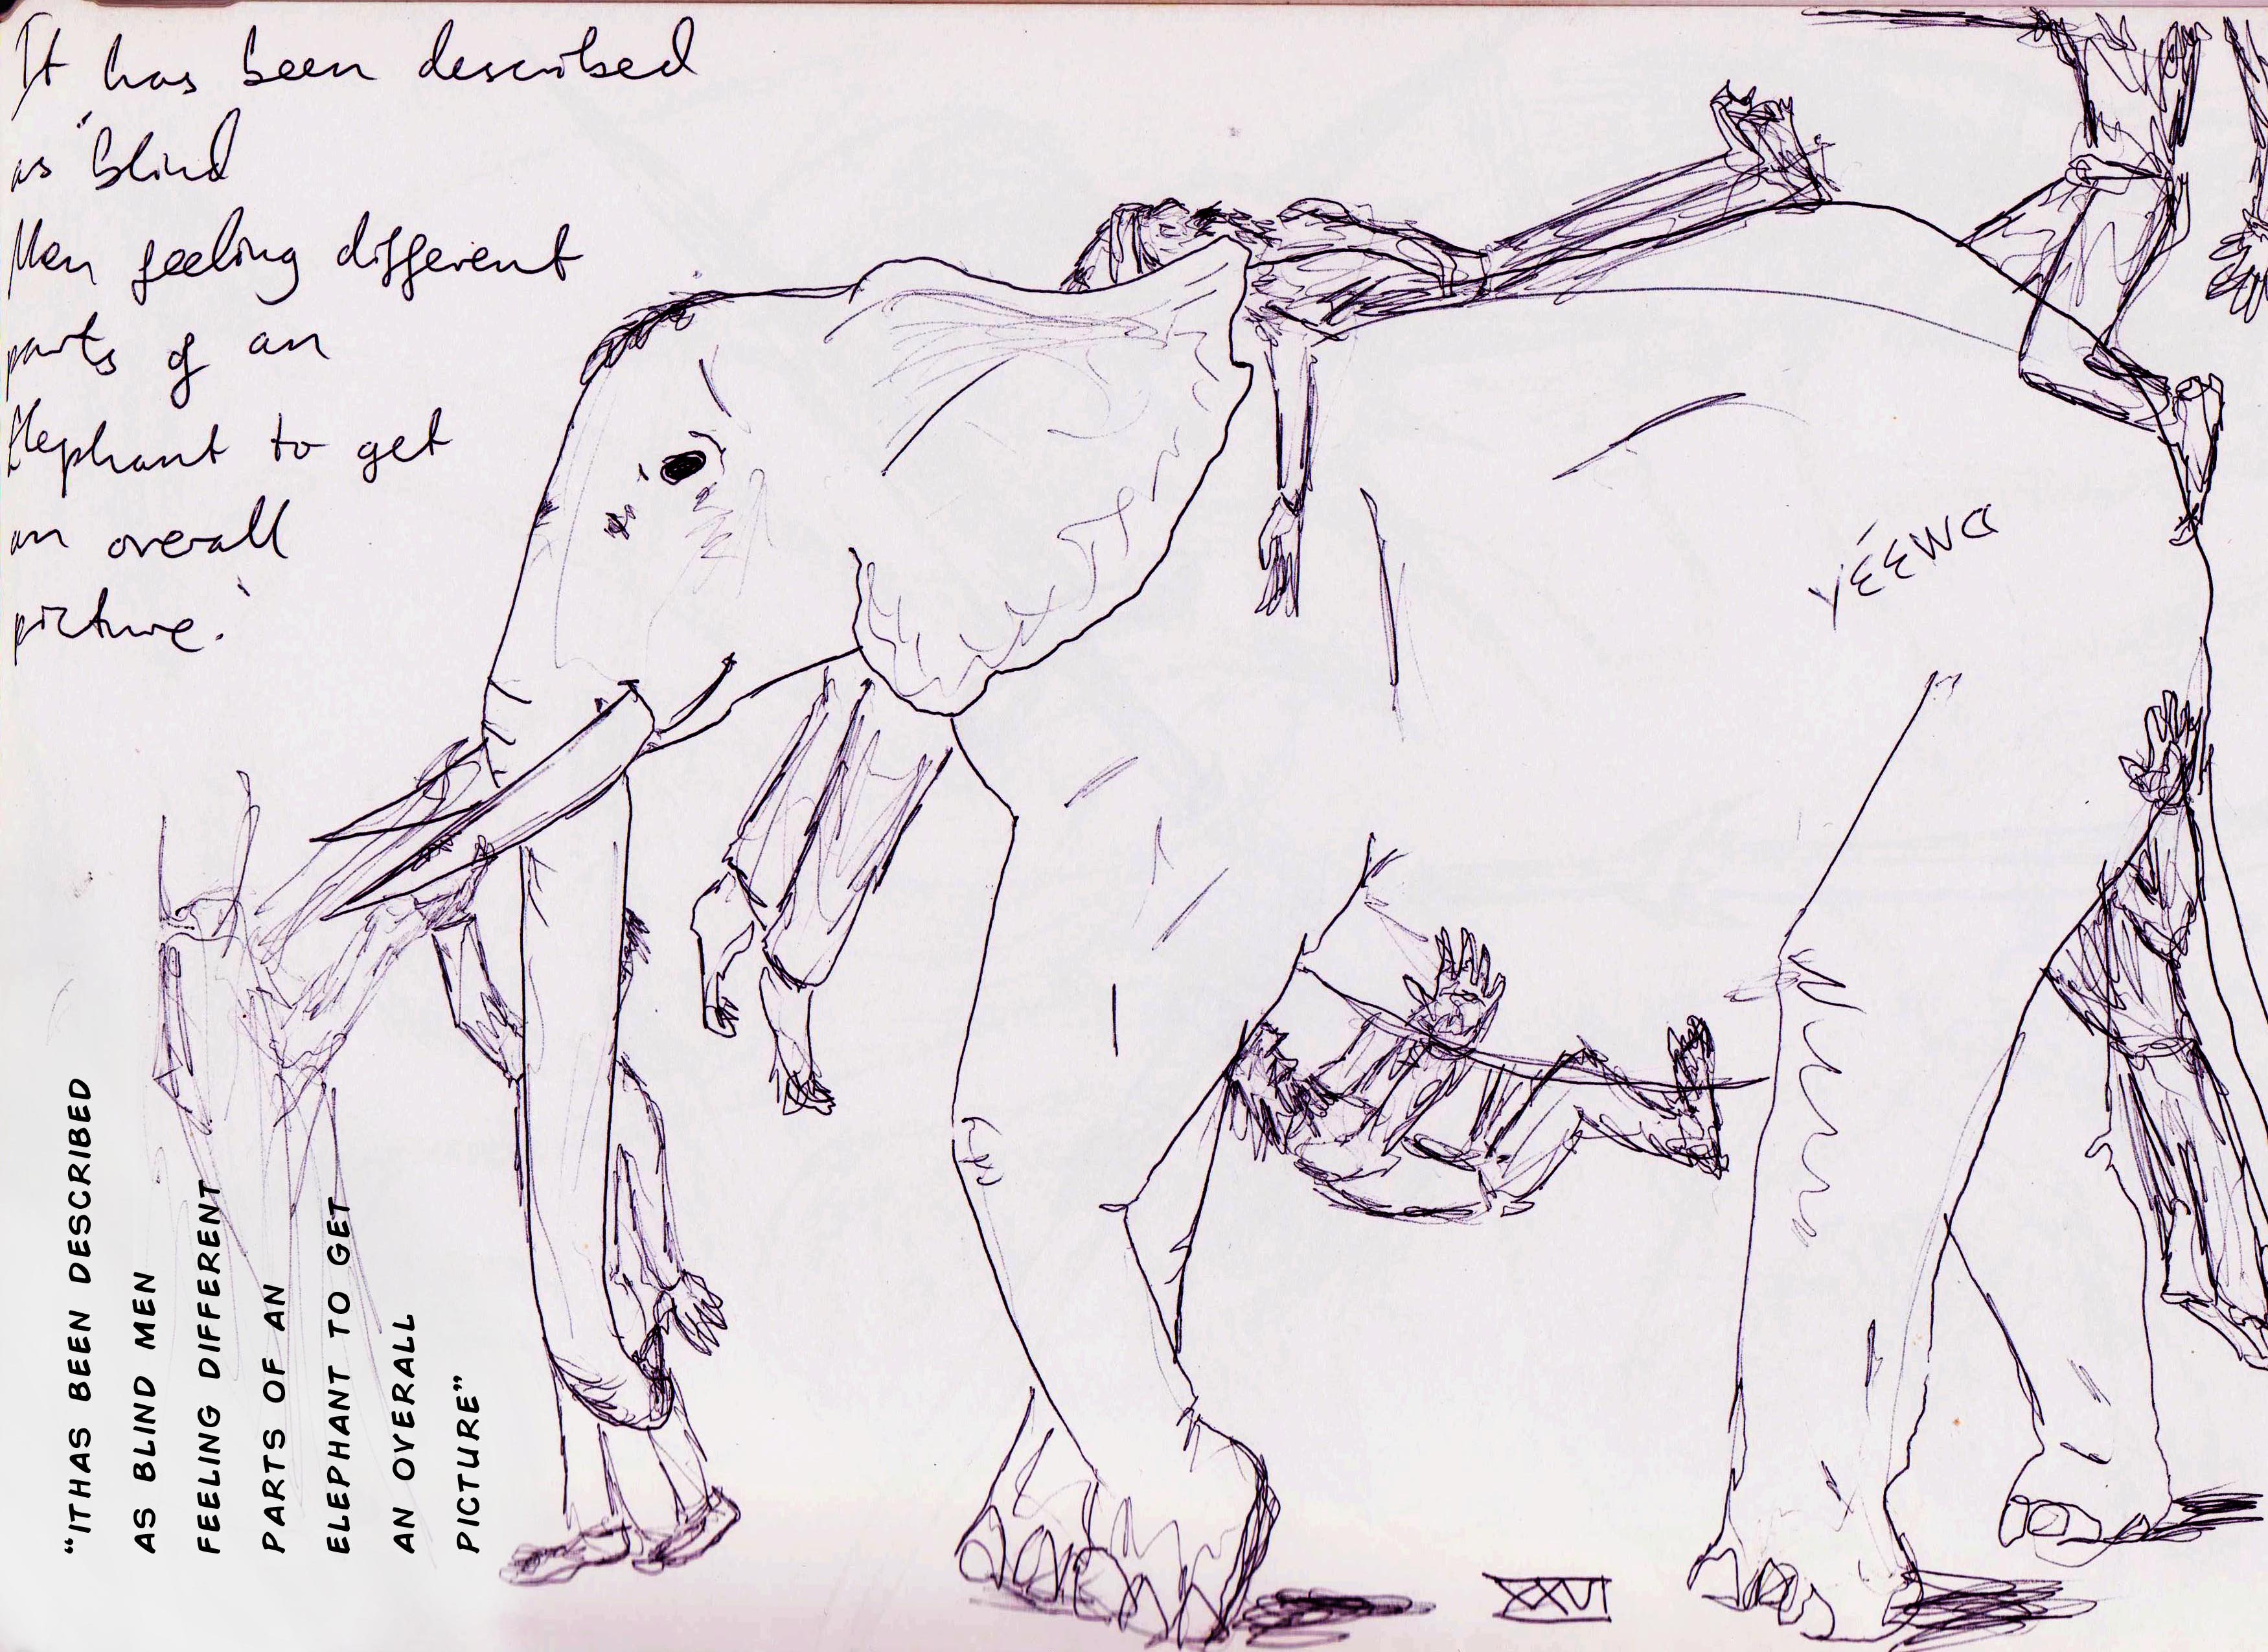 It has been described
as "blind
Men feeling different
parts of an
Elephant to get
an overall
picture."
"ITHAS BEEN DESCRIBED
AS BLIND MEN
FEELING DIFFERENT
PARTS OF AN
ELEPHANT TO GET
AN OVERALL
PICTURE"
XXVI